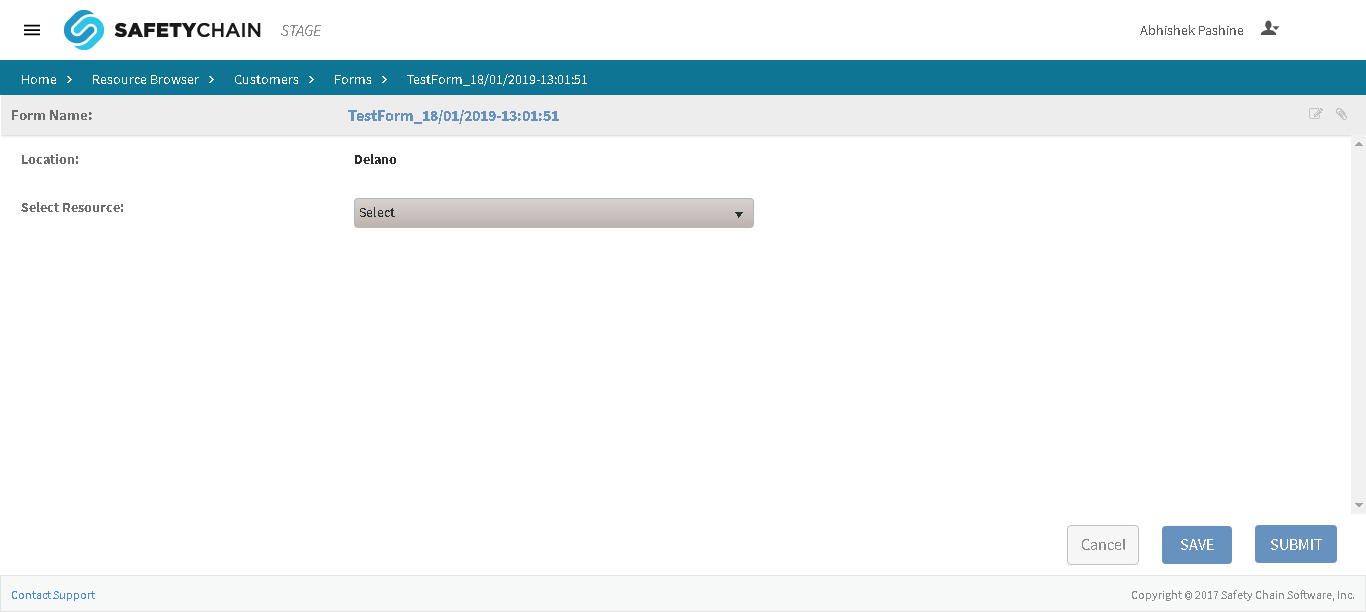 SAFETYCHAIN STAGE Abhishek Pashine
Home Resource Browser Customers Forms TestForm_18/01/2019-13:01:51
Form Name: TestForm_18/01/2019-13:01:51
Location: Delano
Select Resource: Select
Cancel SAVE SUBMIT
Contact Support Copyright © 2017 Safety Chain Software, Inc.